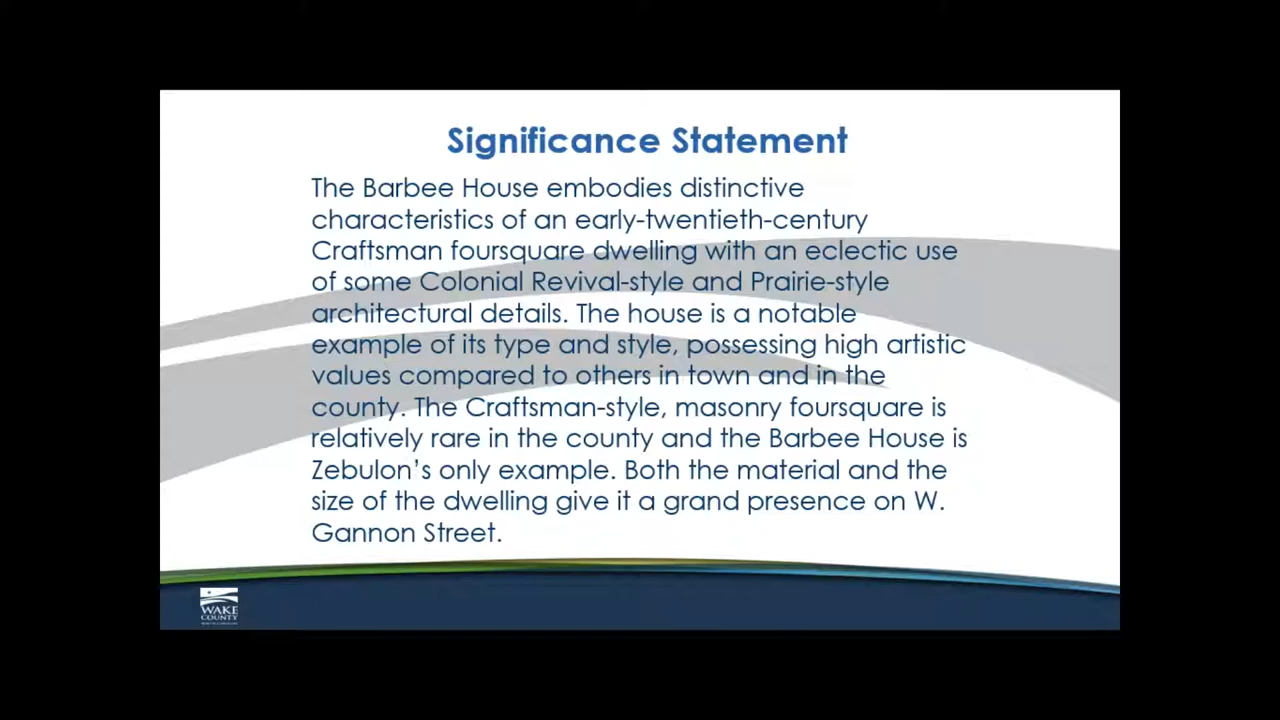 Significance Statement
The Barbee House embodies distinctive
characteristics of an early-twentieth-century
Craftsman foursquare dwelling with an eclectic use
of some Colonial Revival-style and Prairie-style
architectural details. The house is a notable
example of its type and style, possessing high artistic
values compared to others in town and in the
county. The Craftsman-style, masonry foursquare is
relatively rare in the county and the Barbee House is
Zebulon's only example. Both the material and the
size of the dwelling give it a grand presence on W.
Gannon Street.
WAKE
COUNTY